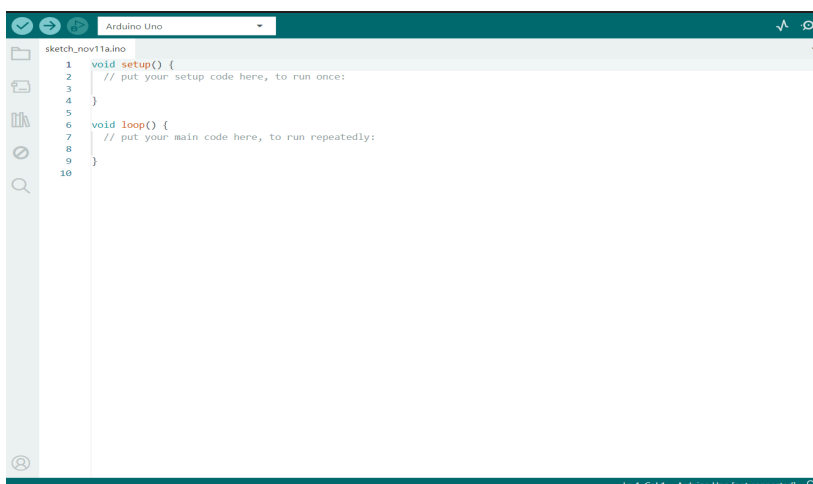 Arduino Uno
sketch_nov11a.ino
1 void setup() {
2 // put your setup code here, to run once:
3
4 }
5
6 void loop() {
7 // put your main code here, to run repeatedly:
8
9 }
10